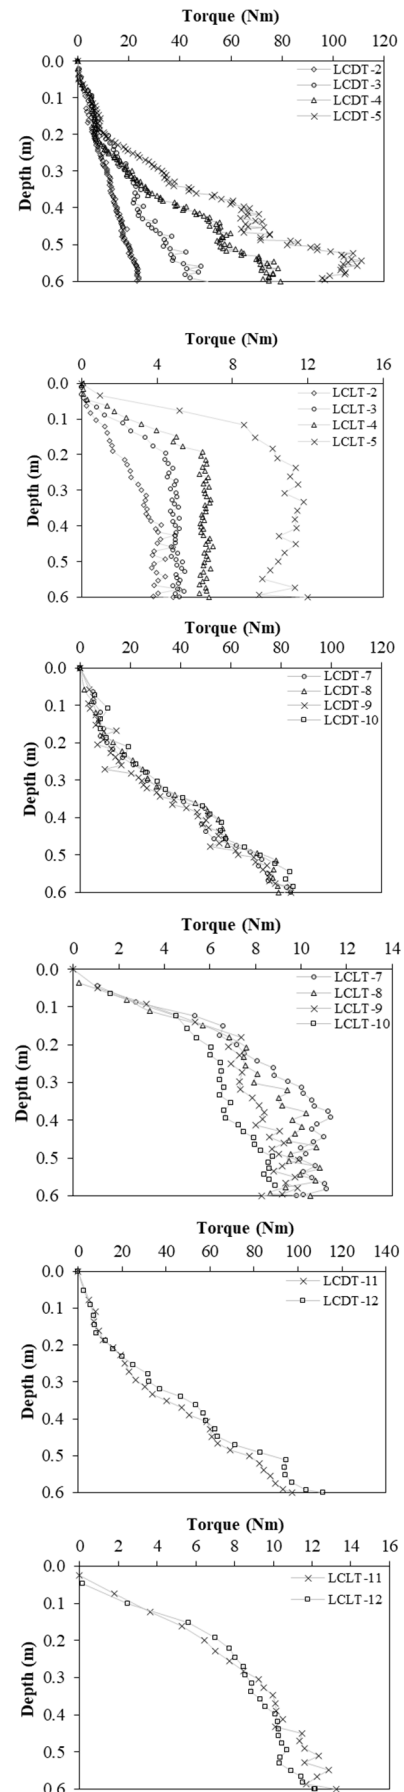 Torque (Nm)
0 20 40 60 80 100 120
0.0
0.1
0.2
0.3
0.4
0.5
0.6
Depth (m)
LCDT-2
LCDT-3
LCDT-4
LCDT-5
Torque (Nm)
0 4 8 12 16
0.0
0.1
0.2
0.3
0.4
0.5
0.6
Depth (m)
LCLT-2
LCLT-3
LCLT-4
LCLT-5
Torque (Nm)
0 20 40 60 80 100 120
0.0
0.1
0.2
0.3
0.4
0.5
0.6
Depth (m)
LCDT-7
LCDT-8
LCDT-9
LCDT-10
Torque (Nm)
0 2 4 6 8 10 12 14
0.0
0.1
0.2
0.3
0.4
0.5
0.6
Depth (m)
LCLT-7
LCLT-8
LCLT-9
LCLT-10
Torque (Nm)
0 20 40 60 80 100 120 140
0.0
0.1
0.2
0.3
0.4
0.5
0.6
Depth (m)
LCDT-11
LCDT-12
Torque (Nm)
0 2 4 6 8 10 12 14 16
0.0
0.1
0.2
0.3
0.4
0.5
0.6
Depth (m)
LCLT-11
LCLT-12